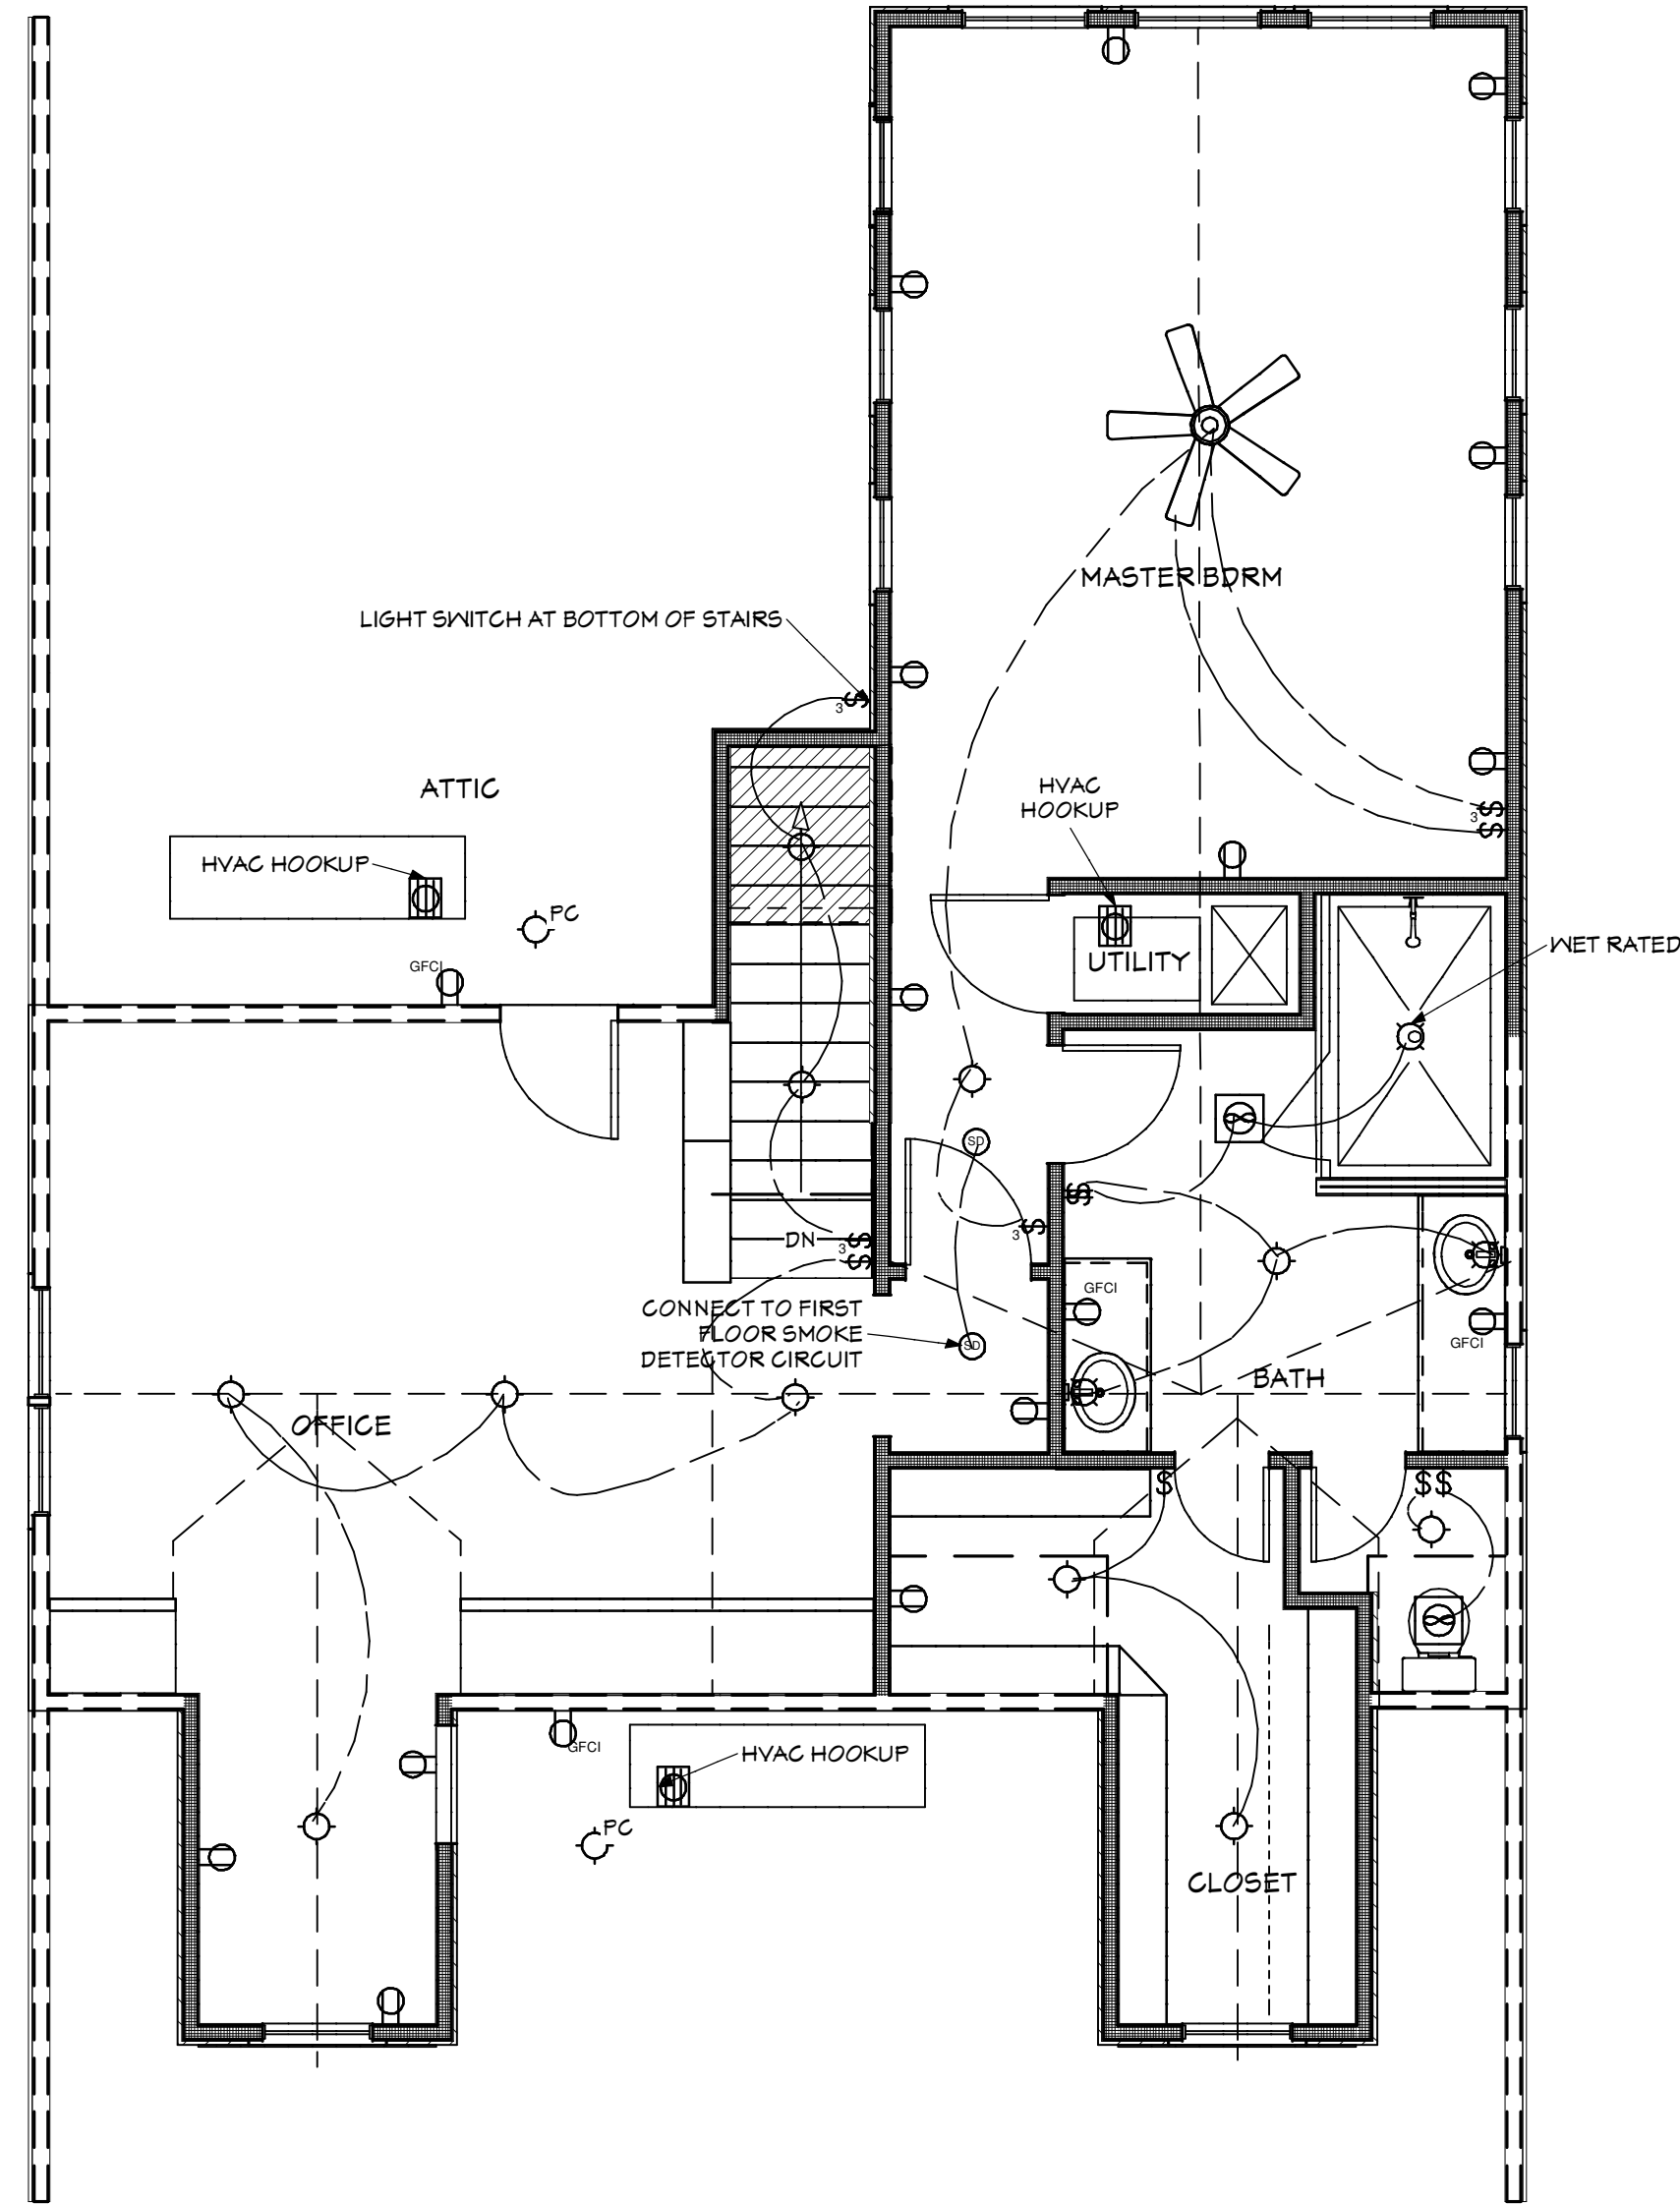 MASTER BDRM
LIGHT SWITCH AT BOTTOM OF STAIRS
3 $
ATTIC
HVAC
HOOKUP
$
3 $
HVAC HOOKUP
PC
WET RATED
UTILITY
GFCI
SD
$
3 $
DN
3 $
$
GFCI
CONNECT TO FIRST
FLOOR SMOKE
DETECTOR CIRCUIT
SD
GFCI
BATH
OFFICE
$
$$
GFCI
HVAC HOOKUP
PC
CLOSET